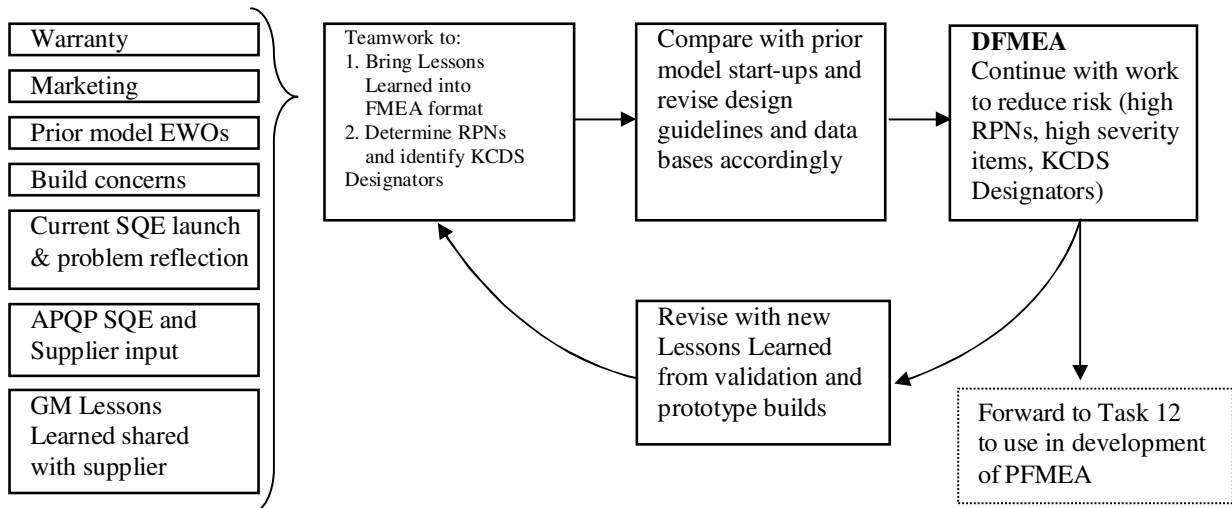 Warranty
Marketing
Prior model EWOs
Build concerns
Current SQE launch
& problem reflection
APQP SQE and
Supplier input
GM Lessons
Learned shared
with supplier
Teamwork to:
1. Bring Lessons
Learned into
FMEA format
2. Determine RPNs
and identify KCDS
Designators
Compare with prior
model start-ups and
revise design
guidelines and data
bases accordingly
DFMEA
Continue with work
to reduce risk (high
RPNs, high severity
items, KCDS
Designators)
Revise with new
Lessons Learned
from validation and
prototype builds
Forward to Task 12
to use in development
of PFMEA